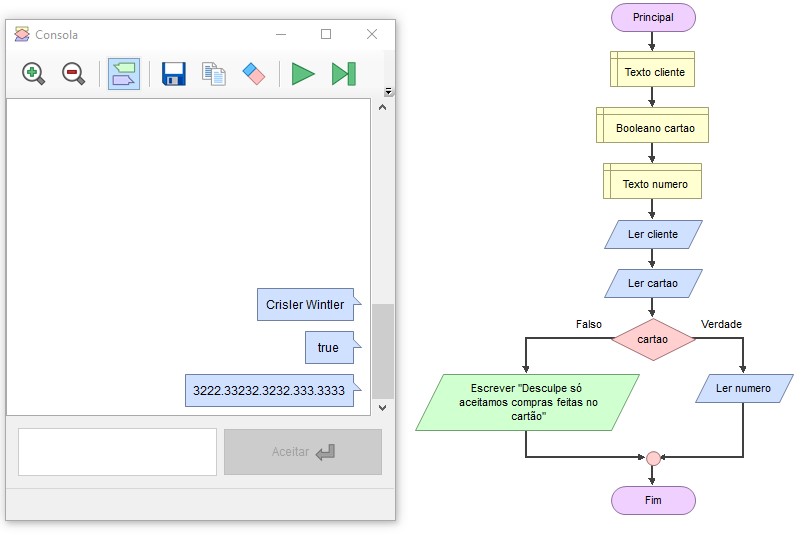 Consola
Crisler Wintler
true
3222.33232.3232.333.3333
Aceitar
Principal
Texto cliente
Booleano cartao
Texto numero
Ler cliente
Ler cartao
Falso
Verdade
cartao
Escrever "Desculpe só
aceitamos compras feitas no
cartão"
Ler numero
Fim